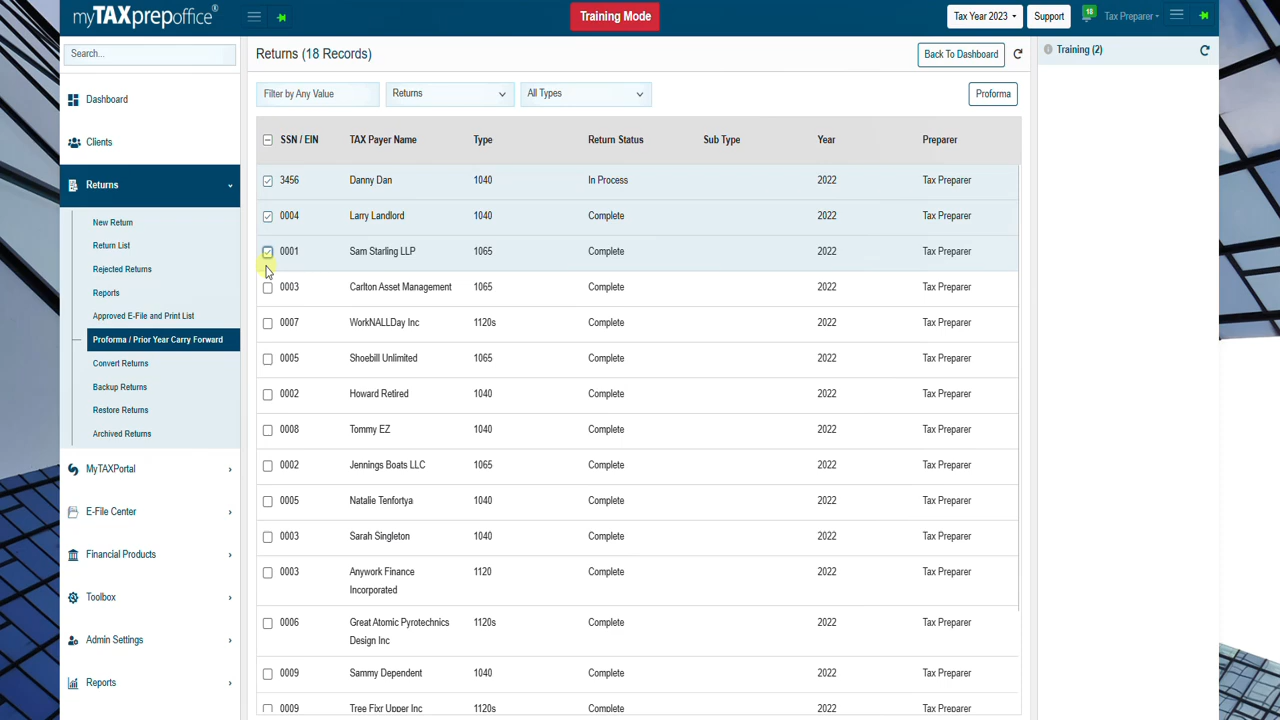 myTAXprepoffice®
Training Mode
Tax Year 2023
Support
18
Tax Preparer
Search...
Returns (18 Records)
Back To Dashboard
Training (2)
Filter by Any Value
Returns
All Types
Proforma
Dashboard
Clients
Returns
New Return
Return List
Rejected Returns
Reports
Approved E-File and Print List
Proforma / Prior Year Carry Forward
Convert Returns
Backup Returns
Restore Returns
Archived Returns
MyTAXPortal
E-File Center
Financial Products
Toolbox
Admin Settings
Reports
SSN / EIN TAX Payer Name Type Return Status Sub Type Year Preparer
3456 Danny Dan 1040 In Process 2022 Tax Preparer
0004 Larry Landlord 1040 Complete 2022 Tax Preparer
0001 Sam Starling LLP 1065 Complete 2022 Tax Preparer
0003 Carlton Asset Management 1065 Complete 2022 Tax Preparer
0007 WorkNALLDay Inc 1120s Complete 2022 Tax Preparer
0005 Shoebill Unlimited 1065 Complete 2022 Tax Preparer
0002 Howard Retired 1040 Complete 2022 Tax Preparer
0008 Tommy EZ 1040 Complete 2022 Tax Preparer
0002 Jennings Boats LLC 1065 Complete 2022 Tax Preparer
0005 Natalie Tenfortya 1040 Complete 2022 Tax Preparer
0003 Sarah Singleton 1040 Complete 2022 Tax Preparer
0003 Anywork Finance 1120 Complete 2022 Tax Preparer
Incorporated
0006 Great Atomic Pyrotechnics 1120s Complete 2022 Tax Preparer
Design Inc
0009 Sammy Dependent 1040 Complete 2022 Tax Preparer
0009 Tree Fixr Upper Inc 1120s Complete 2022 Tax Preparer